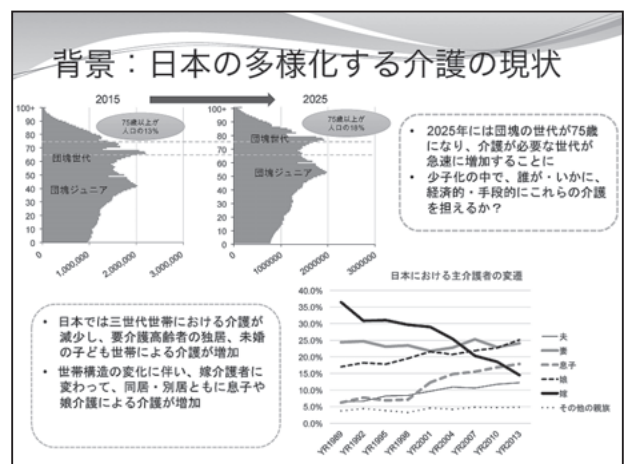 背景：日本の多様化する介護の現状
2015
2025
75歳以上が
人口の13%
75歳以上が
人口の18%
100+
90
80
70
60
50
40
30
20
10
0
団塊世代
団塊ジュニア
0
1,000,000
2,000,000
3,000,000
100+
90
80
70
60
50
40
30
20
10
0
団塊世代
団塊ジュニア
0
1000000
2000000
3000000
• 2025年には団塊の世代が75歳
になり、介護が必要な世代が
急速に増加することに
• 少子化の中で、誰が・いかに、
経済的・手段的にこれらの介護
を担えるか？
• 日本では三世代世帯における介護が
減少し、要介護高齢者の独居、未婚
の子ども世帯による介護が増加
• 世帯構造の変化に伴い、嫁介護者に
変わって、同居・別居ともに息子や
娘介護による介護が増加
日本における主介護者の変遷
40.0%
35.0%
30.0%
25.0%
20.0%
15.0%
10.0%
5.0%
0.0%
YR1989
YR1992
YR1995
YR1998
YR2001
YR2004
YR2007
YR2010
YR2013
夫
妻
息子
娘
嫁
その他の親族